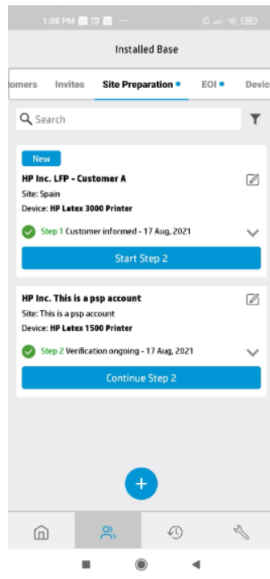 1:08 PM
Installed Base
tomers Invites Site Preparation EOI Devic
Search
New
HP Inc. LFP - Customer A
Site: Spain
Device: HP Latex 3000 Printer
Step 1 Customer informed - 17 Aug, 2021
Start Step 2
HP Inc. This is a psp account
Site: This is a psp account
Device: HP Latex 1500 Printer
Step 2 Verification ongoing - 17 Aug, 2021
Continue Step 2